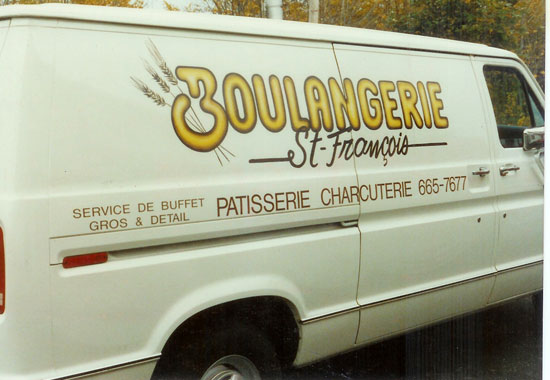 BOULANGERIE
St-François
SERVICE DE BUFFET
GROS & DETAIL
PATISSERIE CHARCUTERIE 665-7677